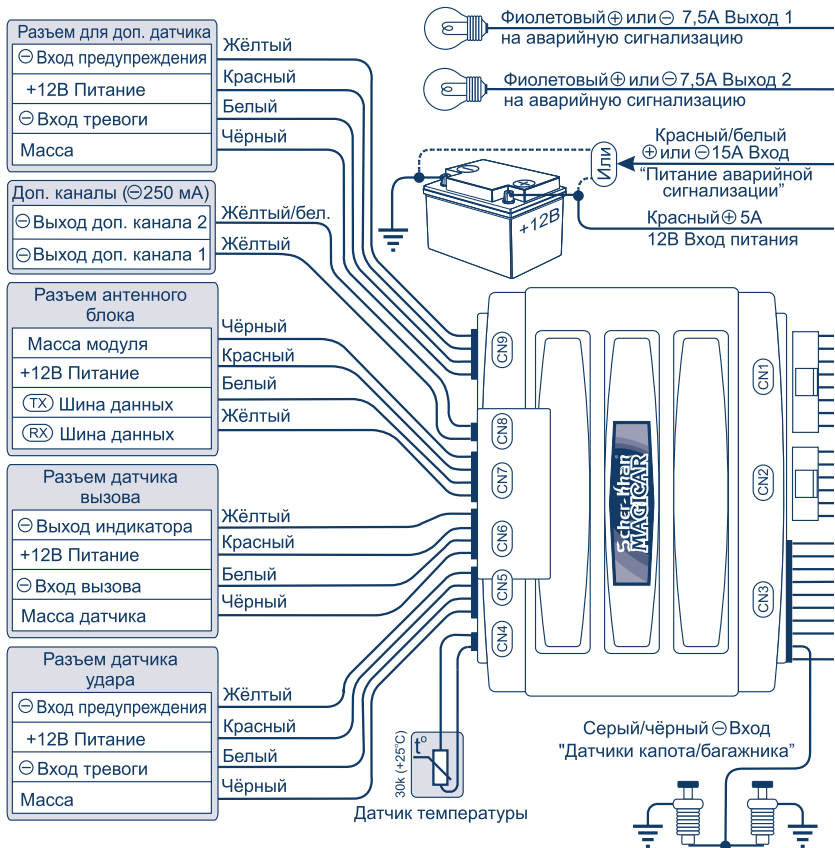 Разъем для доп. датчика
⊖ Вход предупреждения
Жёлтый
+12В Питание
Красный
⊖ Вход тревоги
Белый
Масса
Чёрный
Доп. каналы (⊖250 мА)
⊖ Выход доп. канала 2
Жёлтый/бел.
⊖ Выход доп. канала 1
Жёлтый
Разъем антенного
блока
Масса модуля
Чёрный
+12В Питание
Красный
TX Шина данных
Белый
RX Шина данных
Жёлтый
Разъем датчика
вызова
⊖ Выход индикатора
Жёлтый
+12В Питание
Красный
⊖ Вход вызова
Белый
Масса датчика
Чёрный
Разъем датчика
удара
⊖ Вход предупреждения
Жёлтый
+12В Питание
Красный
⊖ Вход тревоги
Белый
Масса
Чёрный
Фиолетовый ⊕ или ⊖ 7,5А Выход 1
на аварийную сигнализацию
Фиолетовый ⊕ или ⊖ 7,5А Выход 2
на аварийную сигнализацию
Красный/белый
⊕ или ⊖ 15А Вход
“Питание аварийной
сигнализации”
Или
Красный ⊕ 5А
12В Вход питания
+12В
CN9
CN8
CN7
CN6
CN5
CN4
CN1
CN2
CN3
Scher-Khan
MAGICAR
t°
30k (+25°C)
Датчик температуры
Серый/чёрный ⊖ Вход
"Датчики капота/багажника”